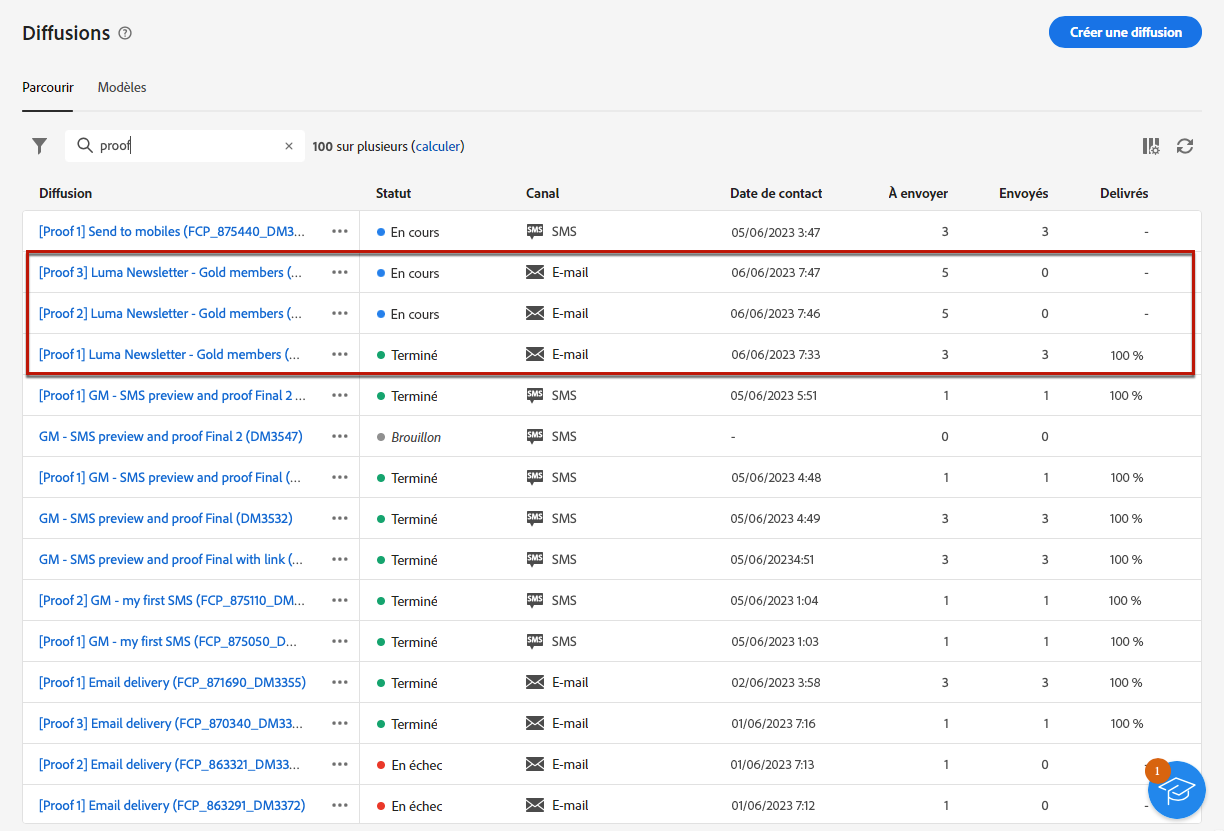 Diffusions
Créer une diffusion
Parcourir Modèles
proof 100 sur plusieurs (calculer)
Diffusion Statut Canal Date de contact À envoyer Envoyés Delivrés
[Proof 1] Send to mobiles (FCP_875440_DM3... ••• En cours SMS SMS 05/06/2023 3:47 3 3 -
[Proof 3] Luma Newsletter - Gold members (... ••• En cours E-mail 06/06/2023 7:47 5 0 -
[Proof 2] Luma Newsletter - Gold members (... ••• En cours E-mail 06/06/2023 7:46 5 0 -
[Proof 1] Luma Newsletter - Gold members (... ••• Terminé E-mail 06/06/2023 7:33 3 3 100 %
[Proof 1] GM - SMS preview and proof Final 2 ... ••• Terminé SMS SMS 05/06/2023 5:51 1 1 100 %
GM - SMS preview and proof Final 2 (DM3547) ••• Brouillon SMS SMS - 0 0
[Proof 1] GM - SMS preview and proof Final (... ••• Terminé SMS SMS 05/06/2023 4:48 1 1 100 %
GM - SMS preview and proof Final (DM3532) ••• Terminé SMS SMS 05/06/2023 4:49 3 3 100 %
GM - SMS preview and proof Final with link (... ••• Terminé SMS SMS 05/06/20234:51 3 3 100 %
[Proof 2] GM - my first SMS (FCP_875110_DM... ••• Terminé SMS SMS 05/06/2023 1:04 1 1 100 %
[Proof 1] GM - my first SMS (FCP_875050_D... ••• Terminé SMS SMS 05/06/2023 1:03 1 1 100 %
[Proof 1] Email delivery (FCP_871690_DM3355) ••• Terminé E-mail 02/06/2023 3:58 3 3 100 %
[Proof 3] Email delivery (FCP_870340_DM33... ••• Terminé E-mail 01/06/2023 7:16 1 1 100 %
[Proof 2] Email delivery (FCP_863321_DM33... ••• En échec E-mail 01/06/2023 7:13 1 0 -
1
[Proof 1] Email delivery (FCP_863291_DM3372) ••• En échec E-mail 01/06/2023 7:12 1 0 -